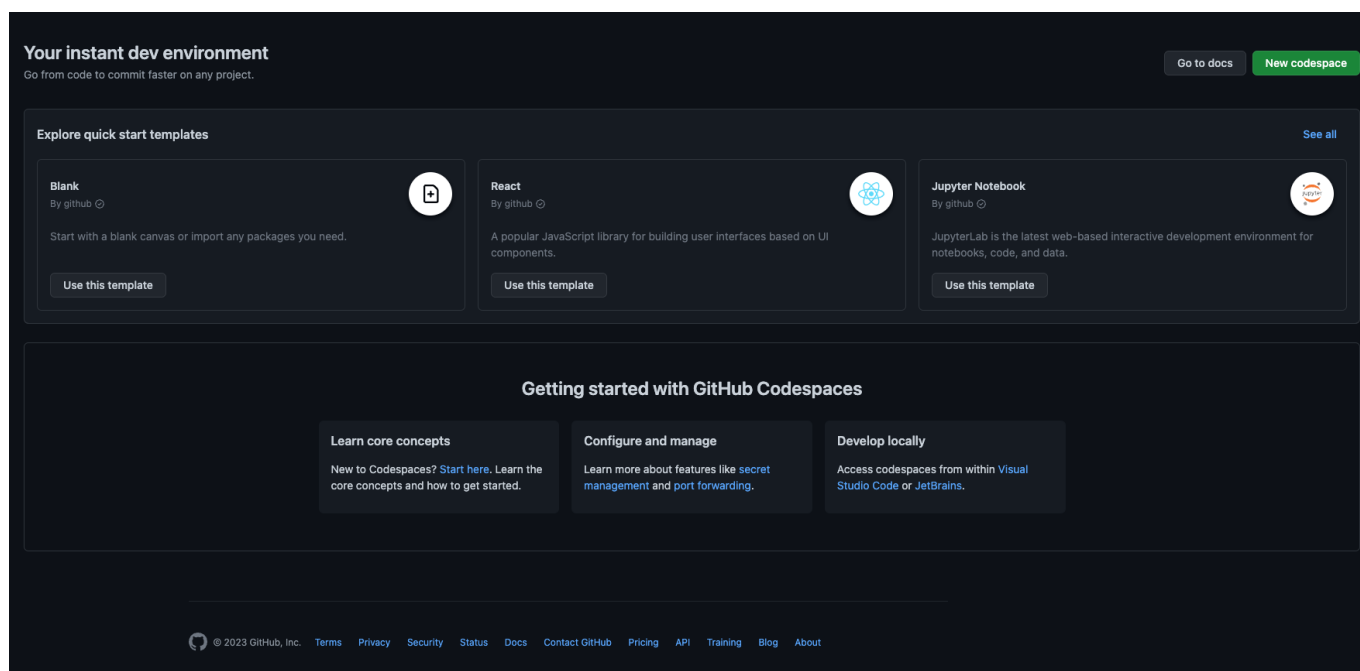 Your instant dev environment
Go from code to commit faster on any project.
Go to docs
New codespace
Explore quick start templates
See all
Blank
By github
Start with a blank canvas or import any packages you need.
Use this template
React
By github
A popular JavaScript library for building user interfaces based on UI
components.
Use this template
Jupyter Notebook
By github
jupyter
JupyterLab is the latest web-based interactive development environment for
notebooks, code, and data.
Use this template
Getting started with GitHub Codespaces
Learn core concepts
New to Codespaces? Start here. Learn the
core concepts and how to get started.
Configure and manage
Learn more about features like secret
management and port forwarding.
Develop locally
Access codespaces from within Visual
Studio Code or JetBrains.
© 2023 GitHub, Inc. Terms Privacy Security Status Docs Contact GitHub Pricing API Training Blog About